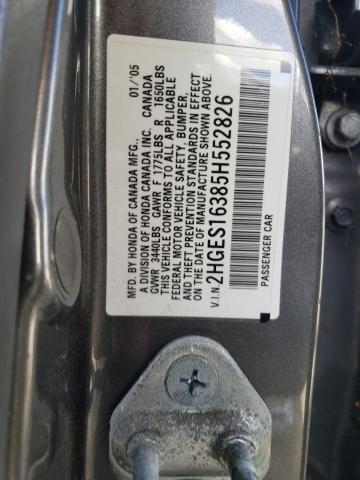 MFD. BY HONDA OF CANADA MFG., 01/'05
A DIVISION OF HONDA CANADA INC. CANADA
GVWR 3440LBS GAWR F 1775LBS R 1650LBS
THIS VEHICLE CONFORMS TO ALL APPLICABLE
FEDERAL MOTOR VEHICLE SAFETY, BUMPER,
AND THEFT PREVENTION STANDARDS IN EFFECT
ON THE DATE OF MANUFACTURE SHOWN ABOVE.
V.I.N. 2HGES16385H552826
PASSENGER CAR